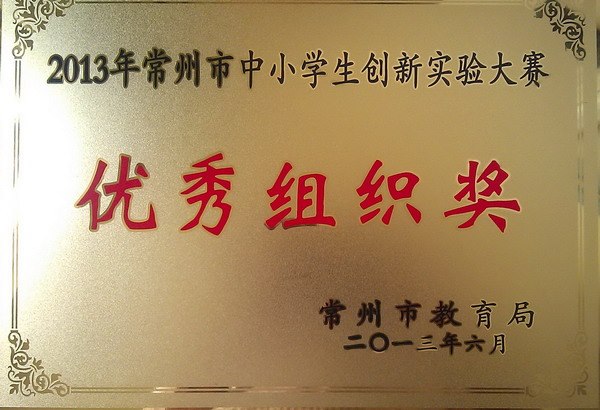 2013年常州市中小学生创新实验大赛
优秀组织奖
常州市教育局
二〇一三年六月